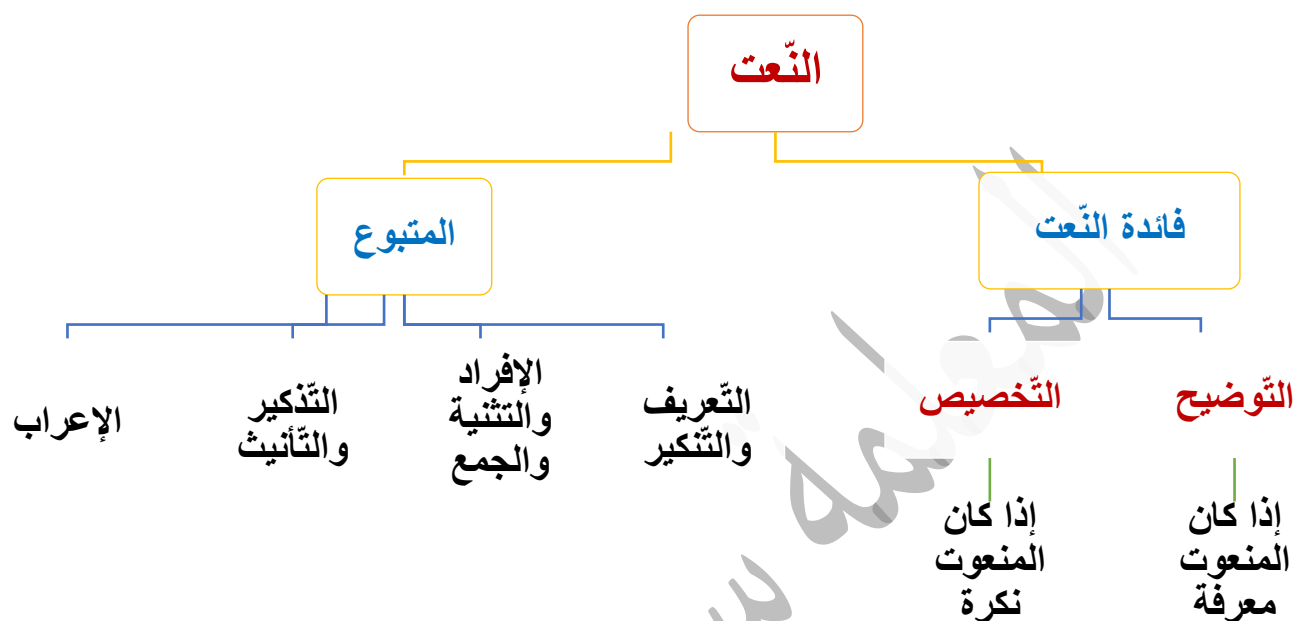 النّعت
فائدة النّعت
المتبوع
التّوضيح
التّخصيص
التّعريف
والتّنكير
الإفراد
والتثنية
والجمع
التّذكير
والتّأنيث
الإعراب
إذا كان
المنعوت
معرفة
إذا كان
المنعوت
نكرة
المعلمة